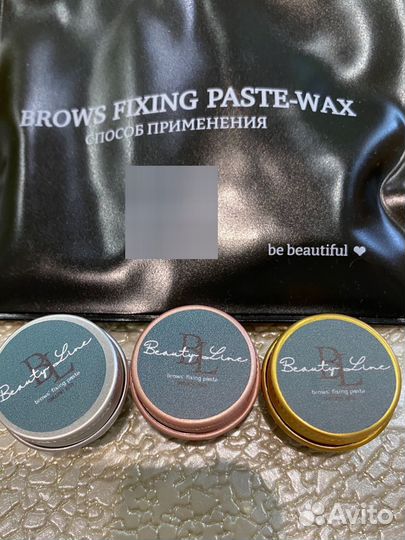 BROWS FIXING PASTE-WAX
СПОСОБ ПРИМЕНЕНИЯ
be beautiful ❤
BL
Beauty Line
brows fixing paste
BL
Beauty Line
brows fixing paste
BL
Beauty Line
brows fixing paste
Avito